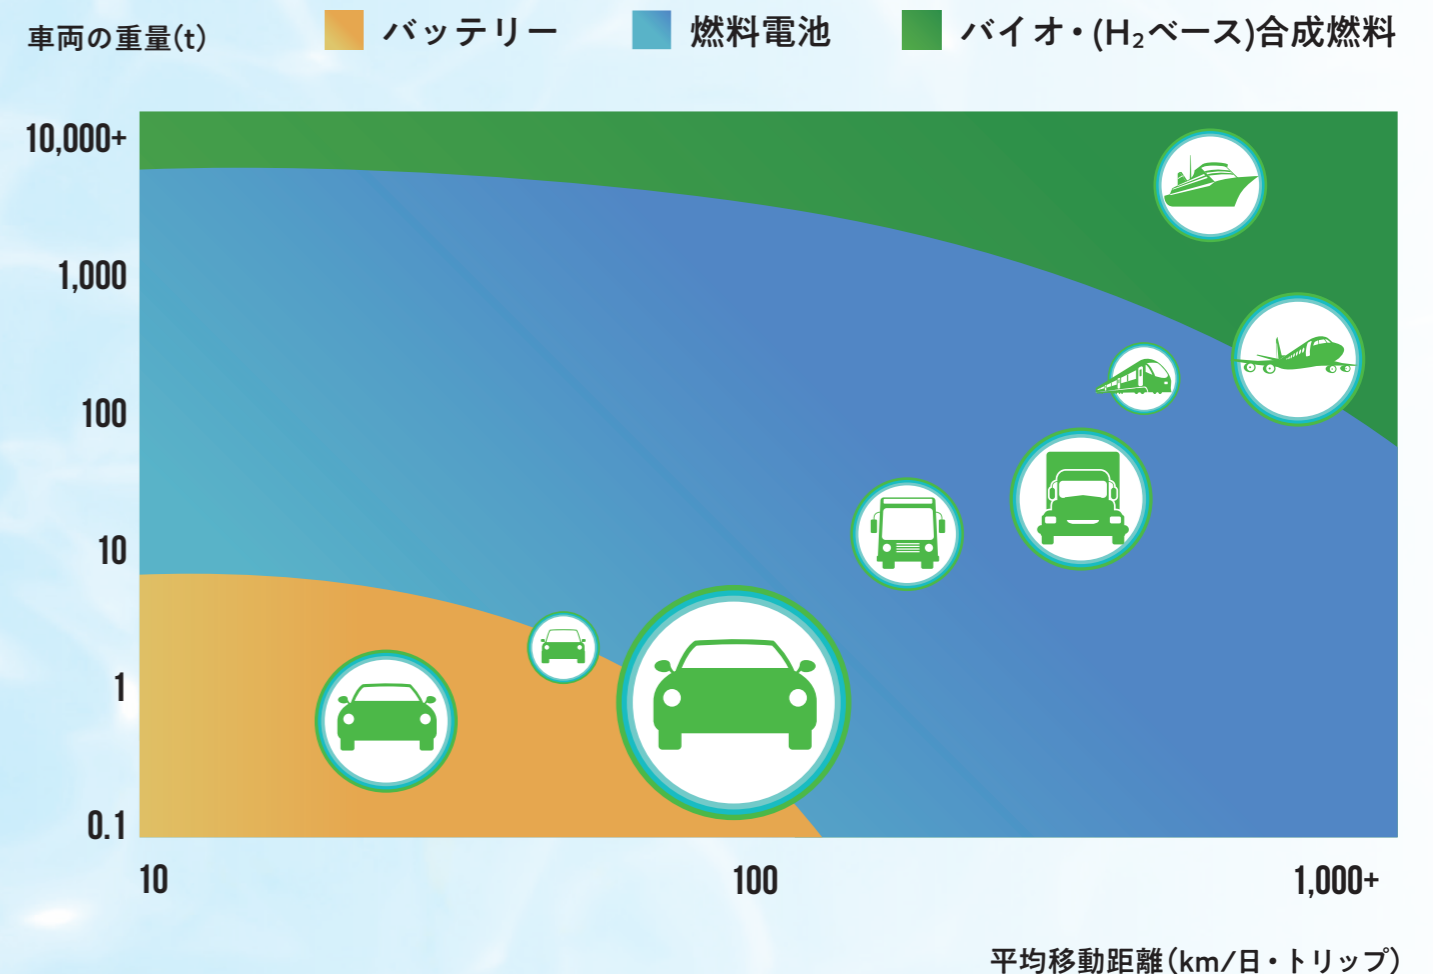 車両の重量(t)
バッテリー
燃料電池
バイオ・(H₂ベース)合成燃料
10,000+
1,000
100
10
1
0.1
10
100
1,000+
平均移動距離(km/日・トリップ)